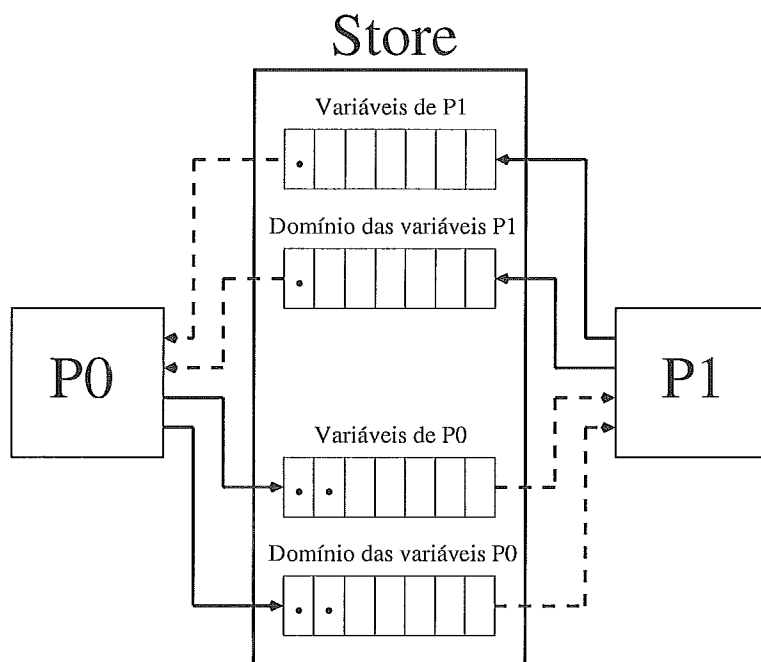 Store
Variáveis de P1
Domínio das variáveis P1
P0
P1
Variáveis de P0
Domínio das variáveis P0